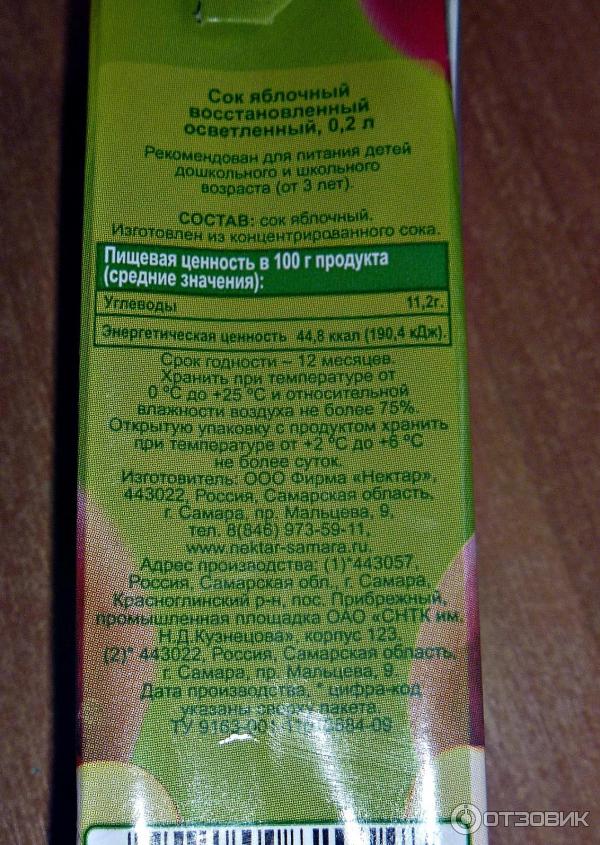 Сок яблочный
восстановленный
осветленный, 0,2 л
Рекомендован для питания детей
дошкольного и школьного
возраста (от 3 лет).
СОСТАВ: сок яблочный.
Изготовлен из концентрированного сока.
Пищевая ценность в 100 г продукта
(средние значения):
Углеводы 11,2г.
Энергетическая ценность 44,8 ккал (190,4 кДж).
Срок годности – 12 месяцев.
Хранить при температуре от
0 °С до +25 °С и относительной
влажности воздуха не более 75%.
Открытую упаковку с продуктом хранить
при температуре от +2 °С до +6 °С
не более суток.
Изготовитель: ООО Фирма «Нектар»,
443022, Россия, Самарская область,
г. Самара, пр. Мальцева, 9,
тел. 8(846) 973-59-11,
www.nektar-samara.ru.
Адрес производства: (1)*443057,
Россия, Самарская обл., г. Самара,
Красноглинский р-н, пос. Прибрежный,
промышленная площадка ОАО «СНТК им.
Н.Д.Кузнецова», корпус 123,
(2)* 443022, Россия, Самарская область,
г. Самара, пр. Мальцева, 9.
Дата производства, * цифра-код
указаны сверху пакета.
ТУ 9163-001
ОТЗОВИК